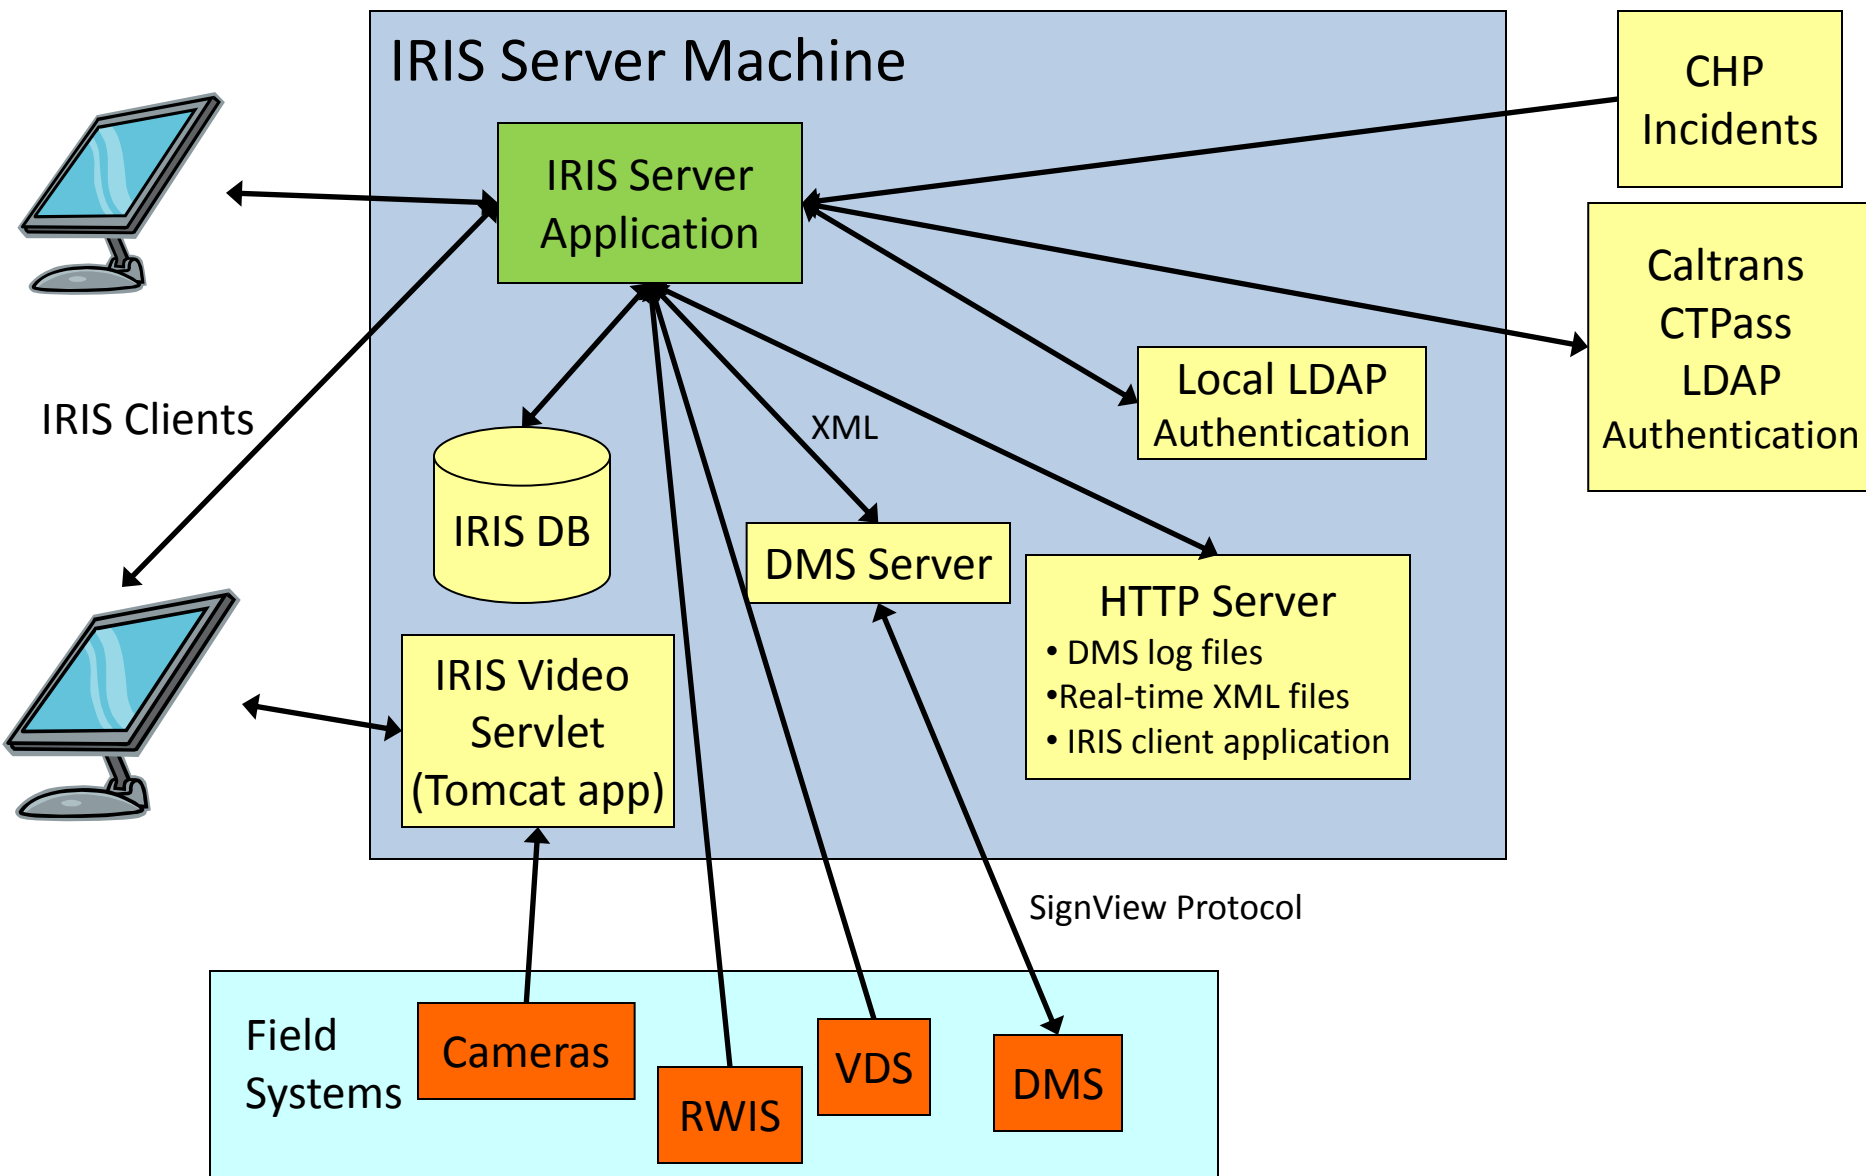 IRIS Server Machine
CHP
Incidents
IRIS Server
Application
Caltrans
CTPass
LDAP
Authentication
Local LDAP
Authentication
IRIS Clients
XML
IRIS DB
DMS Server
HTTP Server
• DMS log files
•Real-time XML files
• IRIS client application
IRIS Video
Servlet
(Tomcat app)
SignView Protocol
Field
Systems
Cameras
RWIS
VDS
DMS